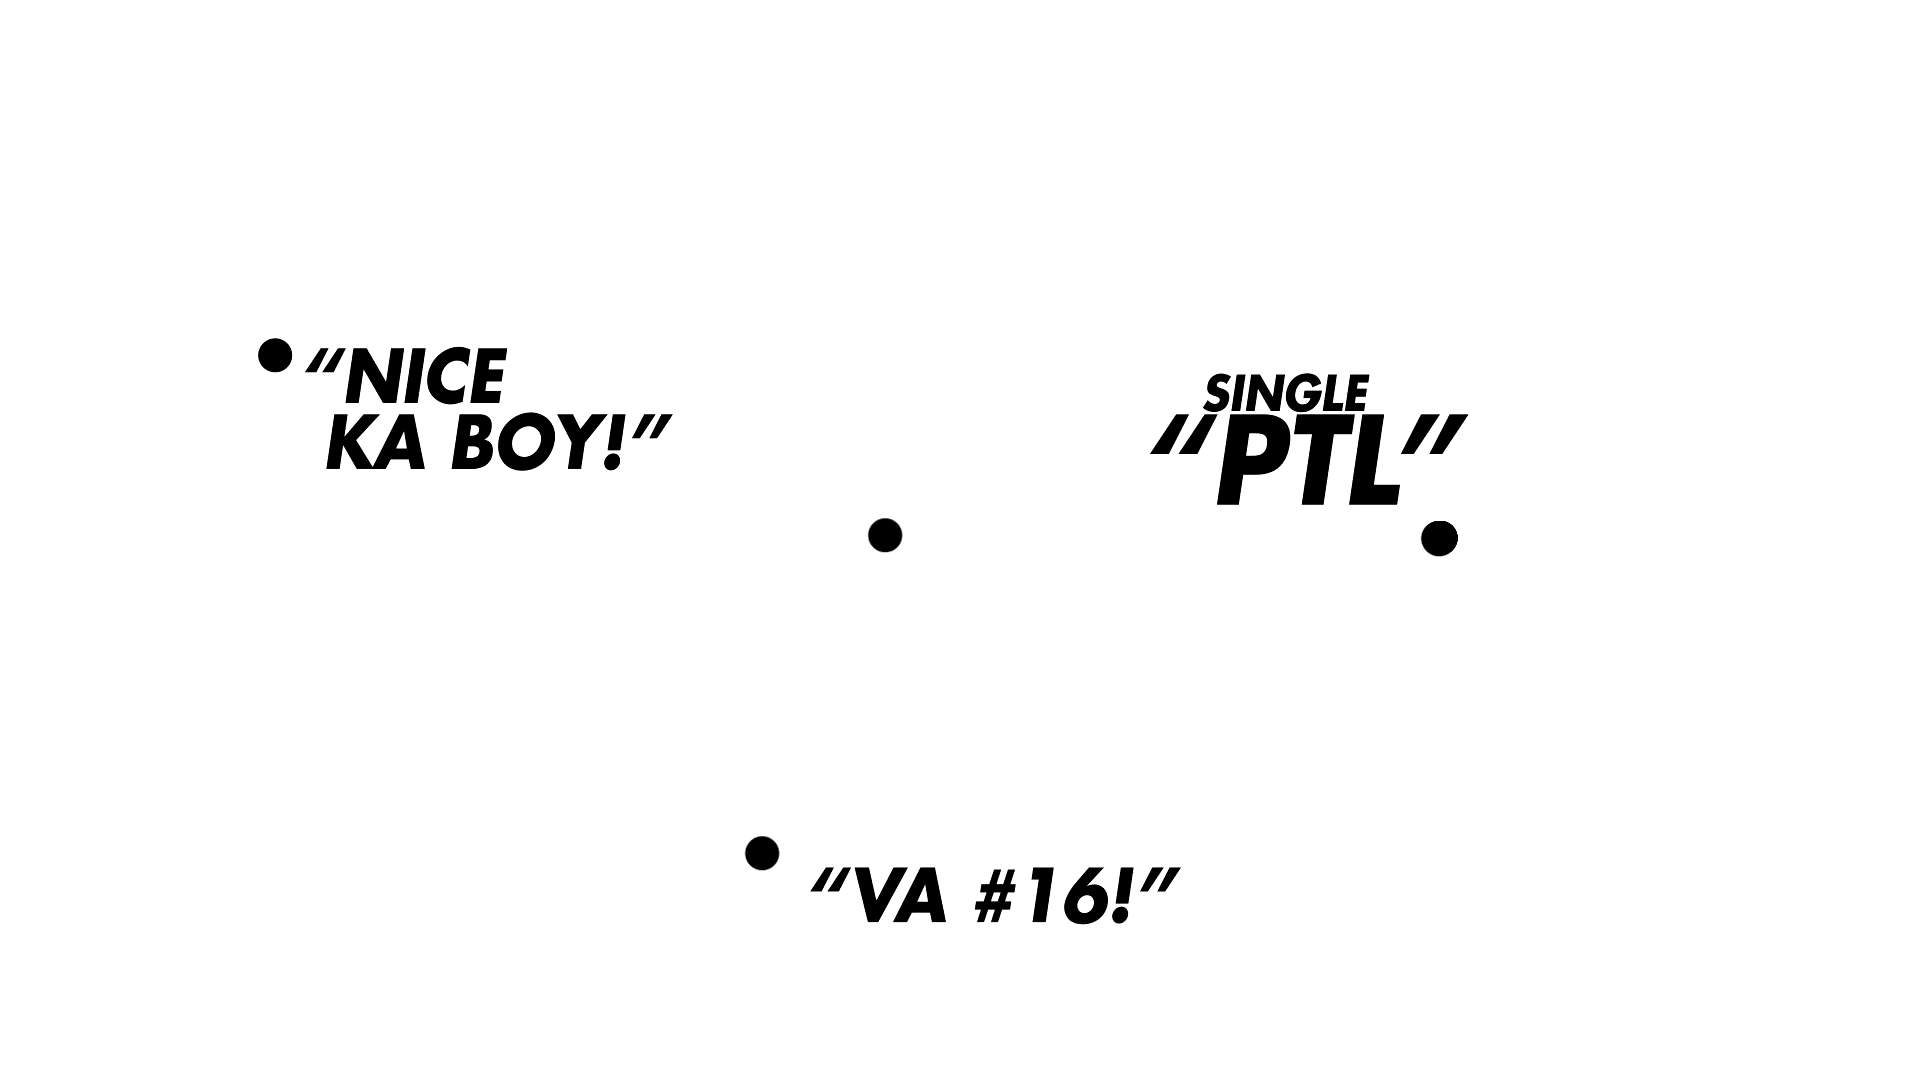 “NICE
KA BOY!”
SINGLE
“PTL”
“VA #16!”